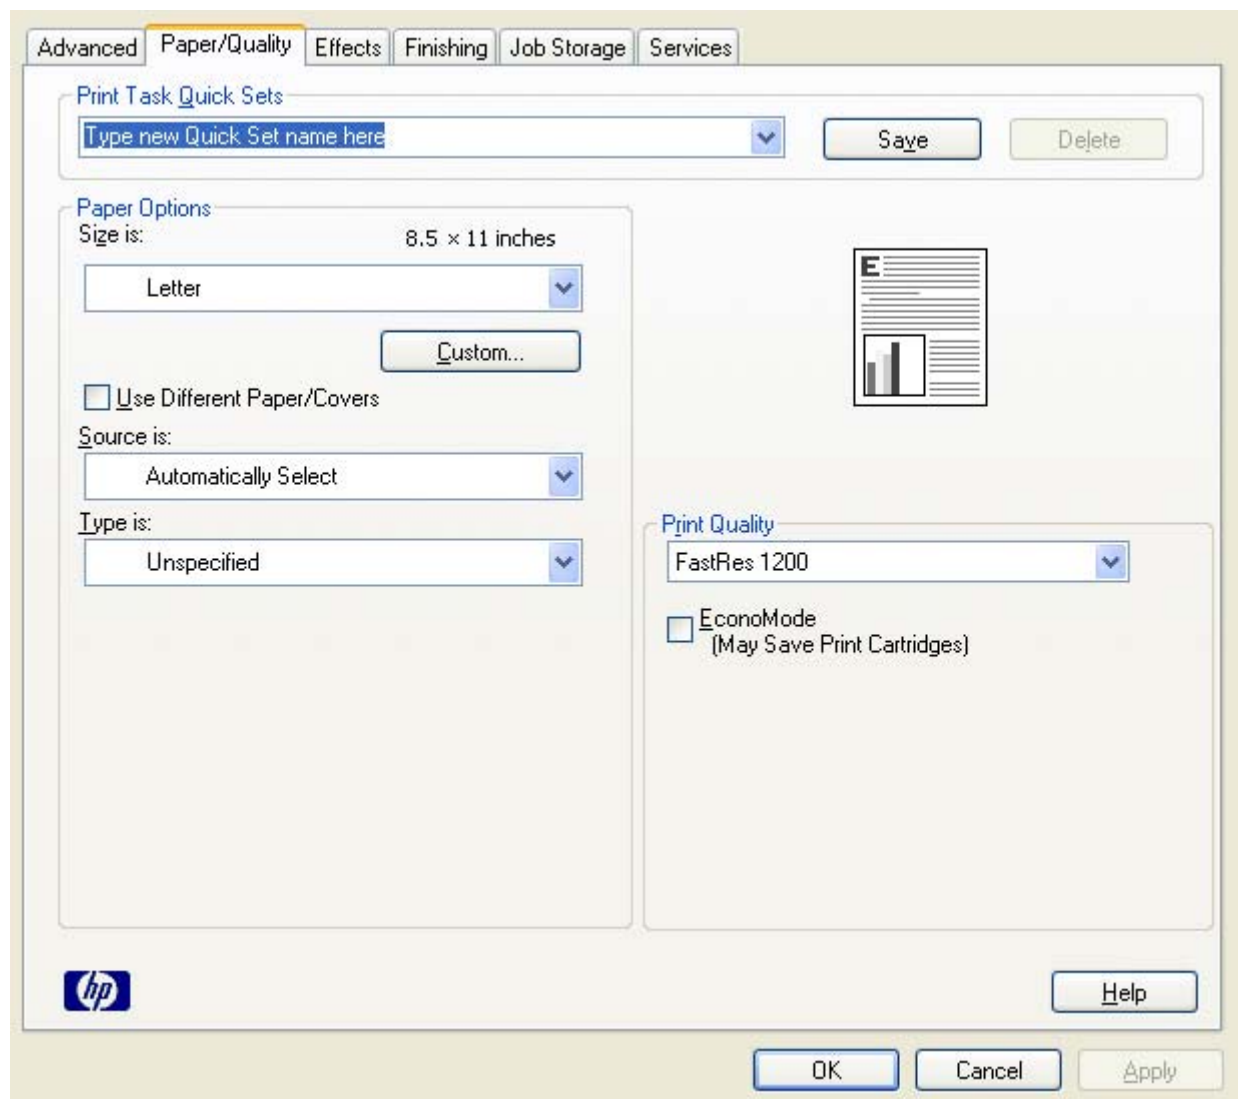 Advanced Paper/Quality Effects Finishing Job Storage Services
Print Task Quick Sets
Type new Quick Set name here Save Delete
Paper Options
Size is: 8.5 × 11 inches
Letter
Custom...
Use Different Paper/Covers
Source is:
Automatically Select
Type is:
Unspecified
E
Print Quality
FastRes 1200
EconoMode
(May Save Print Cartridges)
hp Help
OK Cancel Apply